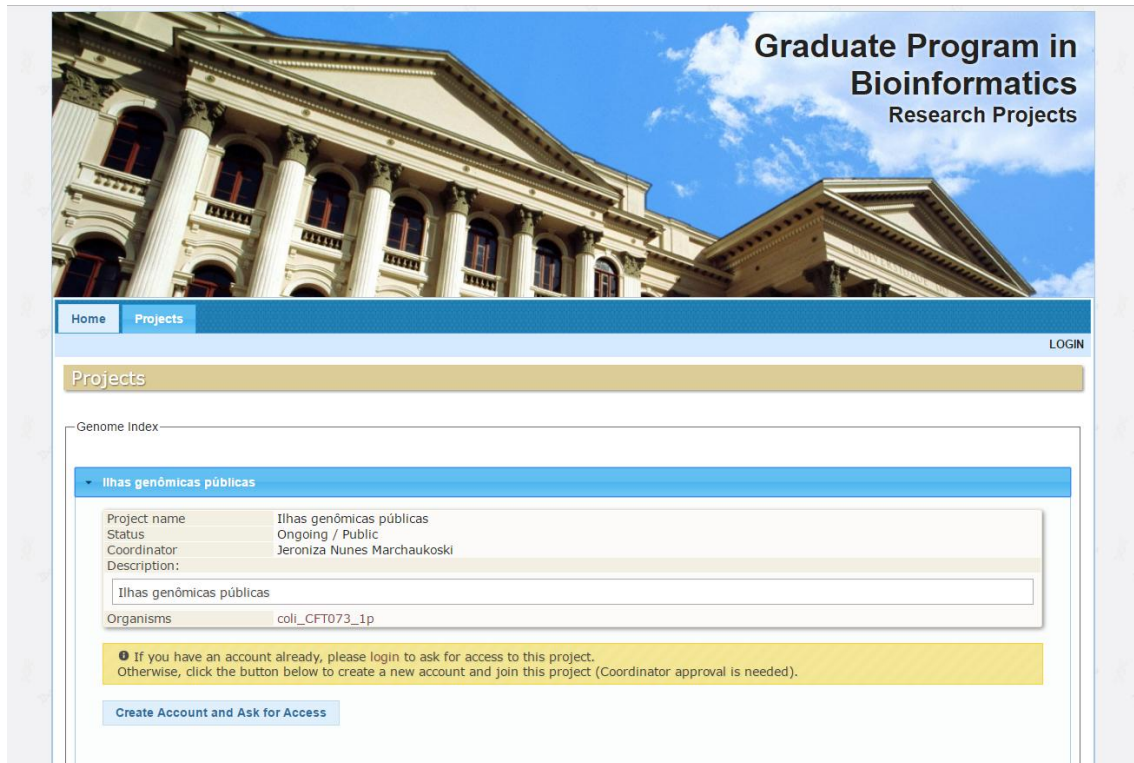 Graduate Program in
Bioinformatics
Research Projects
Home Projects
LOGIN
Projects
Genome Index
Ilhas genômicas públicas
Project name Ilhas genômicas públicas
Status Ongoing / Public
Coordinator Jeroniza Nunes Marchaukoski
Description:
Ilhas genômicas públicas
Organisms coli_CFT073_1p
If you have an account already, please login to ask for access to this project.
Otherwise, click the button below to create a new account and join this project (Coordinator approval is needed).
Create Account and Ask for Access